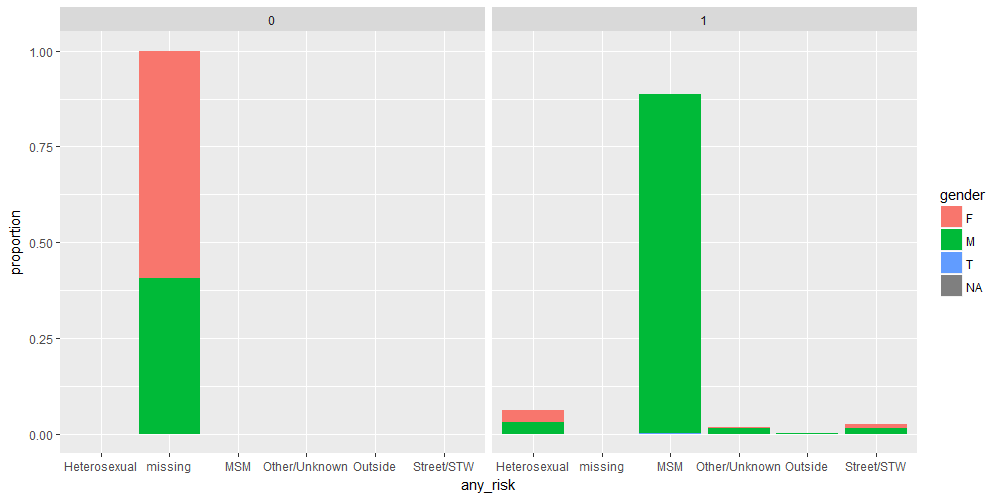 0
1
1.00
0.75
0.50
0.25
0.00
proportion
Heterosexual missing MSM Other/Unknown Outside Street/STW
Heterosexual missing MSM Other/Unknown Outside Street/STW
any_risk
gender
F
M
T
NA